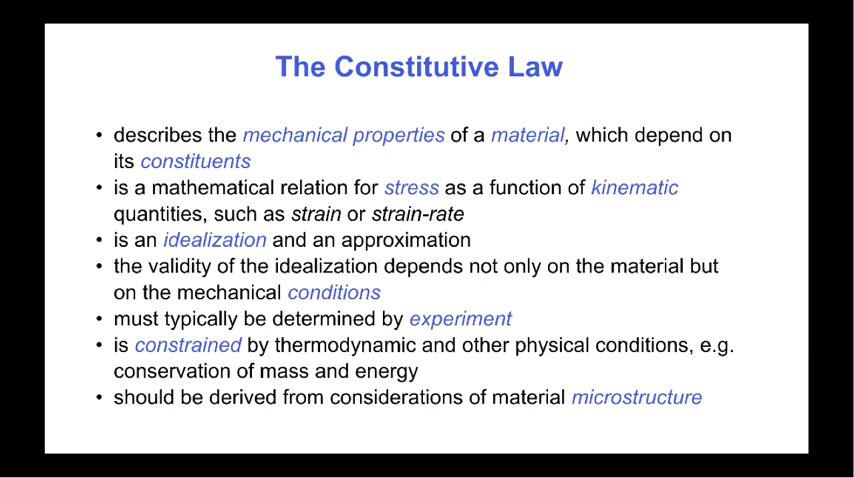 The Constitutive Law
• describes the mechanical properties of a material, which depend on
its constituents
• is a mathematical relation for stress as a function of kinematic
quantities, such as strain or strain-rate
• is an idealization and an approximation
• the validity of the idealization depends not only on the material but
on the mechanical conditions
• must typically be determined by experiment
• is constrained by thermodynamic and other physical conditions, e.g.
conservation of mass and energy
• should be derived from considerations of material microstructure